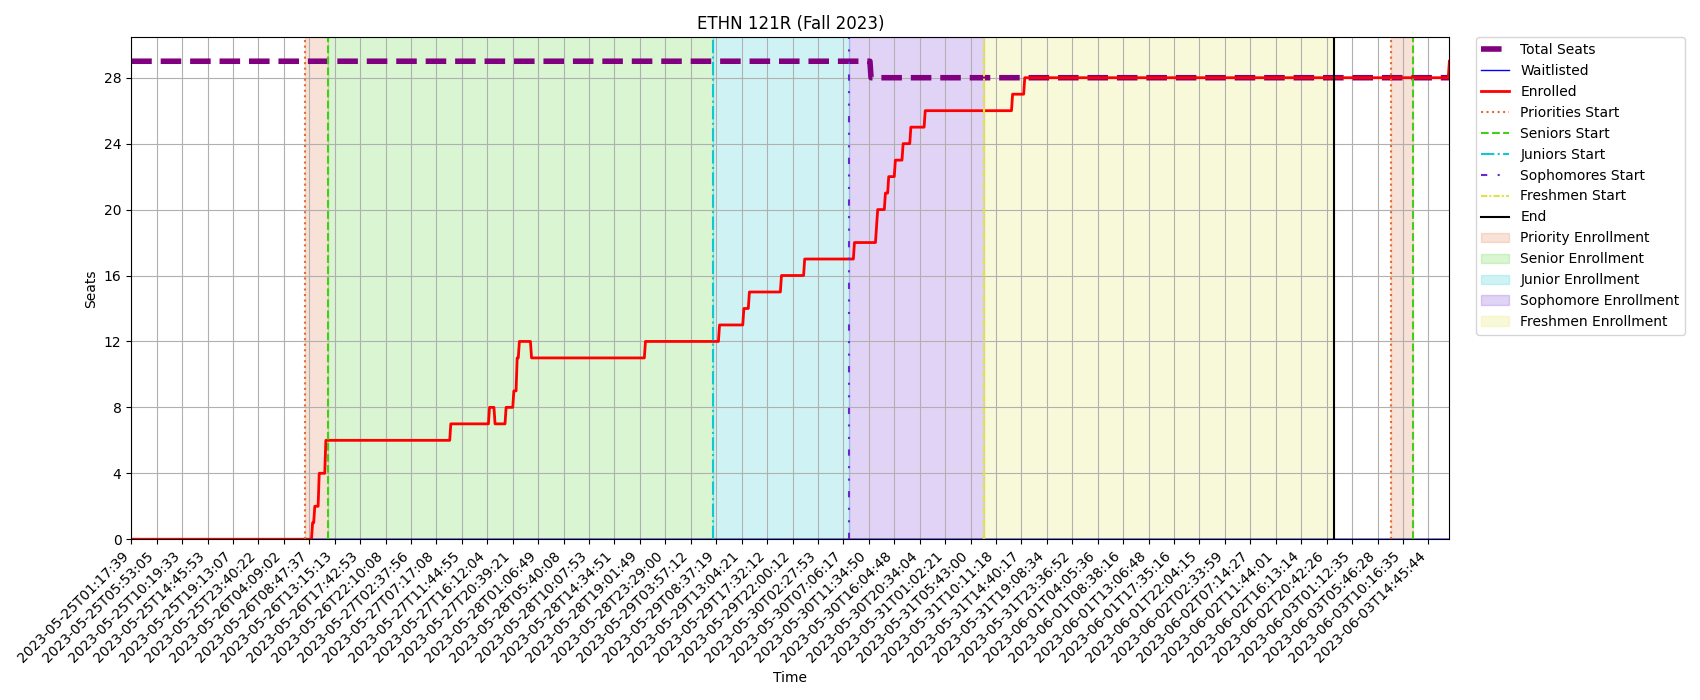 ETHN 121R (Fall 2023)
Seats
28
24
20
16
12
8
4
0
2023-05-25T01:17:39
2023-05-25T05:53:05
2023-05-25T10:19:33
2023-05-25T14:45:53
2023-05-25T19:13:07
2023-05-25T23:40:22
2023-05-26T04:09:02
2023-05-26T08:47:37
2023-05-26T13:15:13
2023-05-26T17:42:53
2023-05-26T22:10:08
2023-05-27T02:37:56
2023-05-27T07:17:08
2023-05-27T11:44:55
2023-05-27T16:12:04
2023-05-27T20:39:21
2023-05-28T01:06:49
2023-05-28T05:40:08
2023-05-28T10:07:53
2023-05-28T14:34:51
2023-05-28T19:01:49
2023-05-28T23:29:00
2023-05-29T03:57:12
2023-05-29T08:37:19
2023-05-29T13:04:21
2023-05-29T17:32:12
2023-05-29T22:00:12
2023-05-30T02:27:53
2023-05-30T07:06:17
2023-05-30T11:34:50
2023-05-30T16:04:48
2023-05-30T20:34:04
2023-05-31T01:02:21
2023-05-31T05:43:00
2023-05-31T10:11:18
2023-05-31T14:40:17
2023-05-31T19:08:34
2023-05-31T23:36:52
2023-06-01T04:05:36
2023-06-01T08:38:16
2023-06-01T13:06:48
2023-06-01T17:35:16
2023-06-01T22:04:15
2023-06-02T02:33:59
2023-06-02T07:14:27
2023-06-02T11:44:01
2023-06-02T16:13:14
2023-06-02T20:42:26
2023-06-03T01:12:35
2023-06-03T05:46:28
2023-06-03T10:16:35
2023-06-03T14:45:44
Time
Total Seats
Waitlisted
Enrolled
Priorities Start
Seniors Start
Juniors Start
Sophomores Start
Freshmen Start
End
Priority Enrollment
Senior Enrollment
Junior Enrollment
Sophomore Enrollment
Freshmen Enrollment